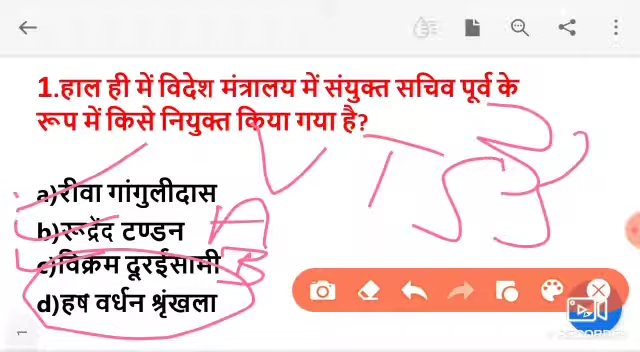 1.हाल ही में विदेश मंत्रालय में संयुक्त सचिव पूर्व के
रूप में किसे नियुक्त किया गया है?
a)रीवा गांगुलीदास
b)रूद्रेंद टण्डन
c)विक्रम दूरईसामी
d)हष वर्धन श्रृंखला